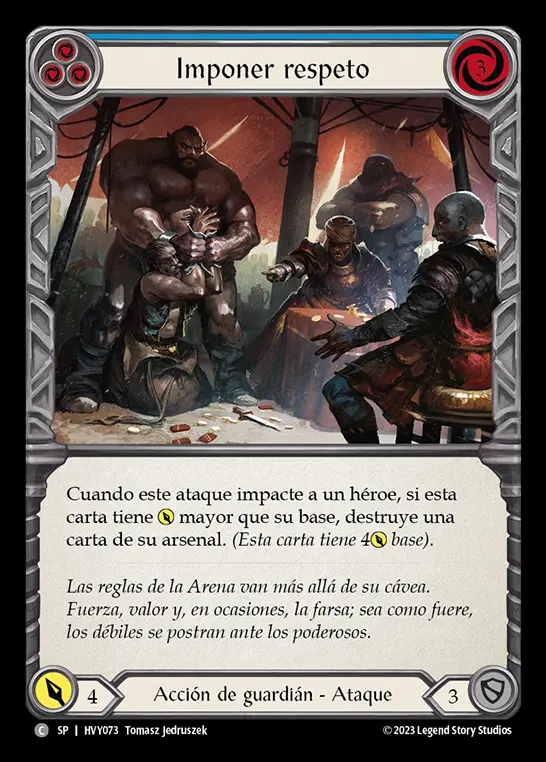 Imponer respeto
3
Cuando este ataque impacte a un héroe, si esta
carta tiene mayor que su base, destruye una
carta de su arsenal. (Esta carta tiene 4 base).
Las reglas de la Arena van más allá de su cávea.
Fuerza, valor y, en ocasiones, la farsa; sea como fuere,
los débiles se postran ante los poderosos.
4
Acción de guardián - Ataque
3
C SP | HVY073 Tomasz Jedruszek
© 2023 Legend Story Studios